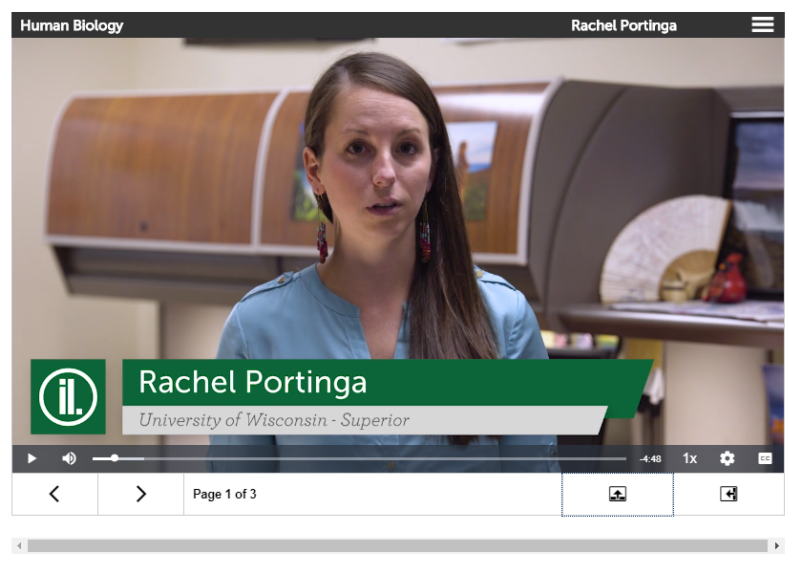 Human Biology
Rachel Portinga
il.
Rachel Portinga
University of Wisconsin - Superior
-4:48
1x
CC
Page 1 of 3